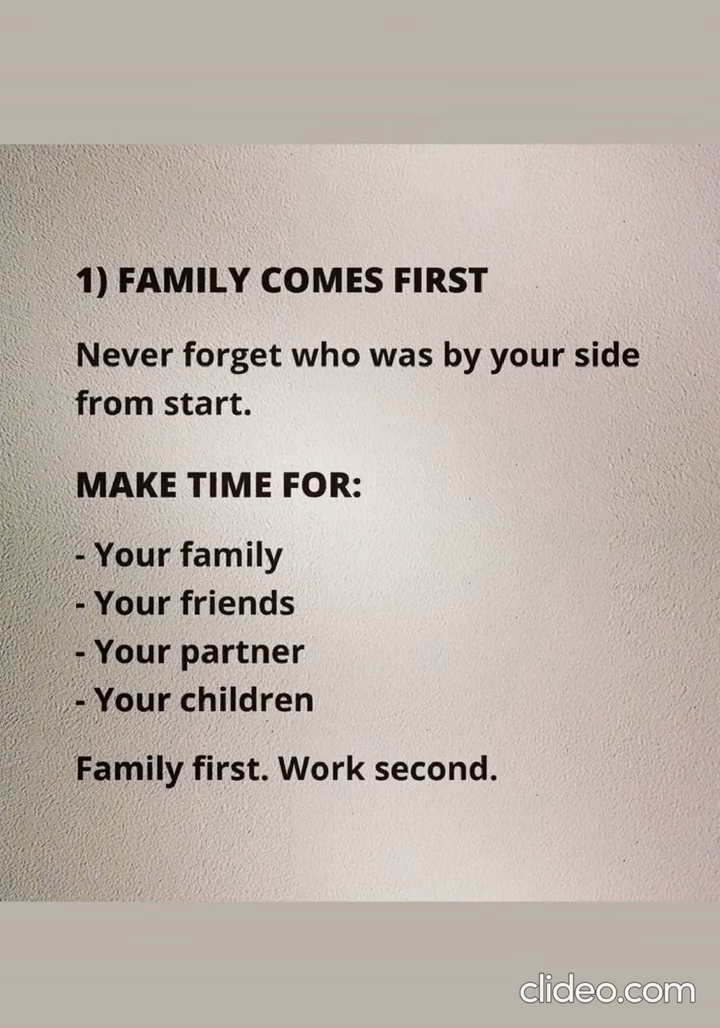 1) FAMILY COMES FIRST
Never forget who was by your side
from start.
MAKE TIME FOR:
- Your family
- Your friends
- Your partner
- Your children
Family first. Work second.
clideo.com